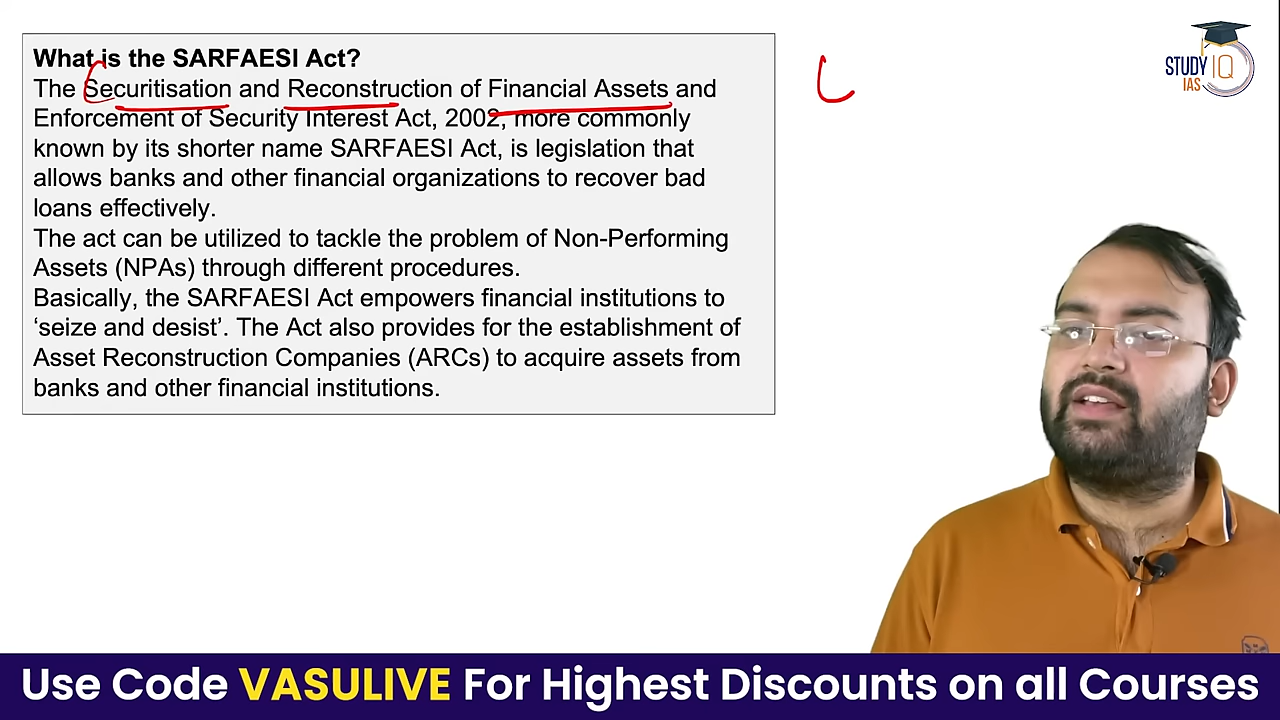 What is the SARFAESI Act?
The Securitisation and Reconstruction of Financial Assets and
Enforcement of Security Interest Act, 2002, more commonly
known by its shorter name SARFAESI Act, is legislation that
allows banks and other financial organizations to recover bad
loans effectively.
The act can be utilized to tackle the problem of Non-Performing
Assets (NPAs) through different procedures.
Basically, the SARFAESI Act empowers financial institutions to
‘seize and desist’. The Act also provides for the establishment of
Asset Reconstruction Companies (ARCs) to acquire assets from
banks and other financial institutions.
STUDY IQ
IAS
Use Code VASULIVE For Highest Discounts on all Courses